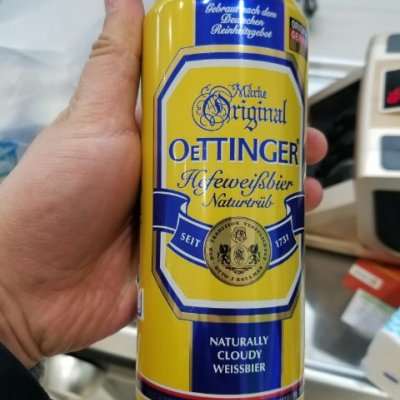 Gebraut nach dem
Deutschen
Reinheitsgebot
Marke
Original
OETTINGER
Hefeweißbier
Naturtrüb
SEIT 1731
NATURALLY
CLOUDY
WEISSBIER